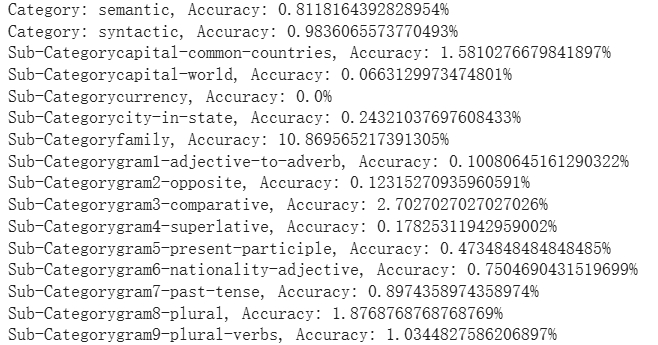 Category: semantic, Accuracy: 0.8118164392828954%
Category: syntactic, Accuracy: 0.9836065573770493%
Sub-Categorycapital-common-countries, Accuracy: 1.5810276679841897%
Sub-Categorycapital-world, Accuracy: 0.0663129973474801%
Sub-Categorycurrency, Accuracy: 0.0%
Sub-Categorycity-in-state, Accuracy: 0.24321037697608433%
Sub-Categoryfamily, Accuracy: 10.869565217391305%
Sub-Categorygram1-adjective-to-adverb, Accuracy: 0.10080645161290322%
Sub-Categorygram2-opposite, Accuracy: 0.12315270935960591%
Sub-Categorygram3-comparative, Accuracy: 2.7027027027027026%
Sub-Categorygram4-superlative, Accuracy: 0.17825311942959002%
Sub-Categorygram5-present-participle, Accuracy: 0.4734848484848485%
Sub-Categorygram6-nationality-adjective, Accuracy: 0.7504690431519699%
Sub-Categorygram7-past-tense, Accuracy: 0.8974358974358974%
Sub-Categorygram8-plural, Accuracy: 1.8768768768768769%
Sub-Categorygram9-plural-verbs, Accuracy: 1.0344827586206897%